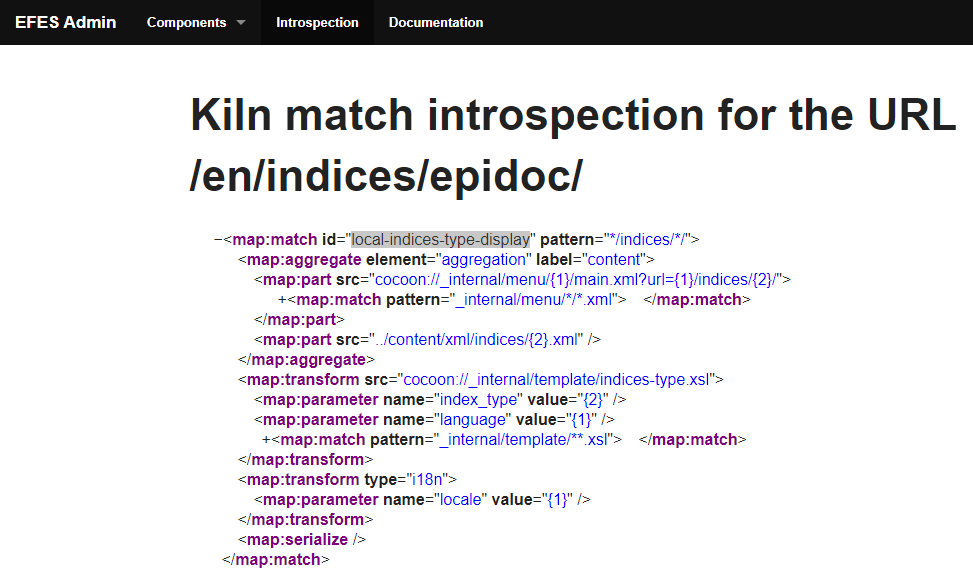 EFES Admin Components Introspection Documentation
Kiln match introspection for the URL
/en/indices/epidoc/
−<map:match id="local-indices-type-display" pattern="*/indices/*/">
<map:aggregate element="aggregation" label="content">
<map:part src="cocoon://_internal/menu/{1}/main.xml?url={1}/indices/{2}/">
+<map:match pattern="_internal/menu/*/*.xml"> </map:match>
</map:part>
<map:part src="../content/xml/indices/{2}.xml" />
</map:aggregate>
<map:transform src="cocoon://_internal/template/indices-type.xsl">
<map:parameter name="index_type" value="{2}" />
<map:parameter name="language" value="{1}" />
+<map:match pattern="_internal/template/**.xsl"> </map:match>
</map:transform>
<map:transform type="i18n">
<map:parameter name="locale" value="{1}" />
</map:transform>
<map:serialize />
</map:match>